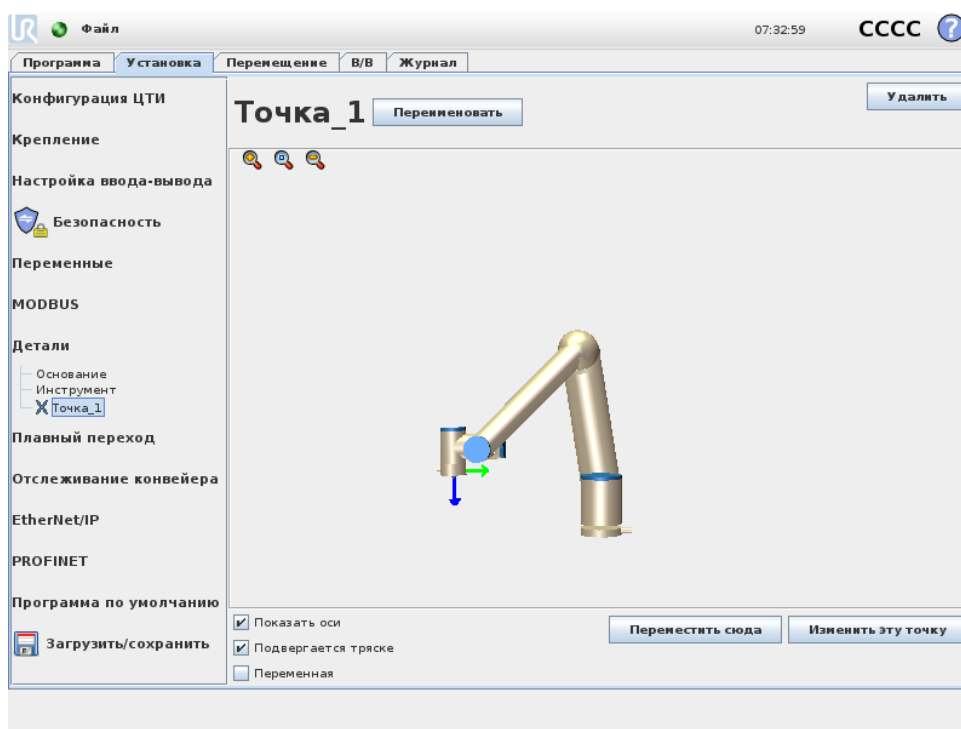 UR Файл 07:32:59 CCCC ?
Программа Установка Перемещение В/В Журнал
Конфигурация ЦТИ
Крепление
Настройка ввода-вывода
Безопасность
Переменные
MODBUS
Детали
Основание
Инструмент
Точка_1
Плавный переход
Отслеживание конвейера
EtherNet/IP
PROFINET
Программа по умолчанию
Загрузить/сохранить
Точка_1 Переименовать
Удалить
Показать оси
Подвергается тряске
Переменная
Переместить сюда Изменить эту точку